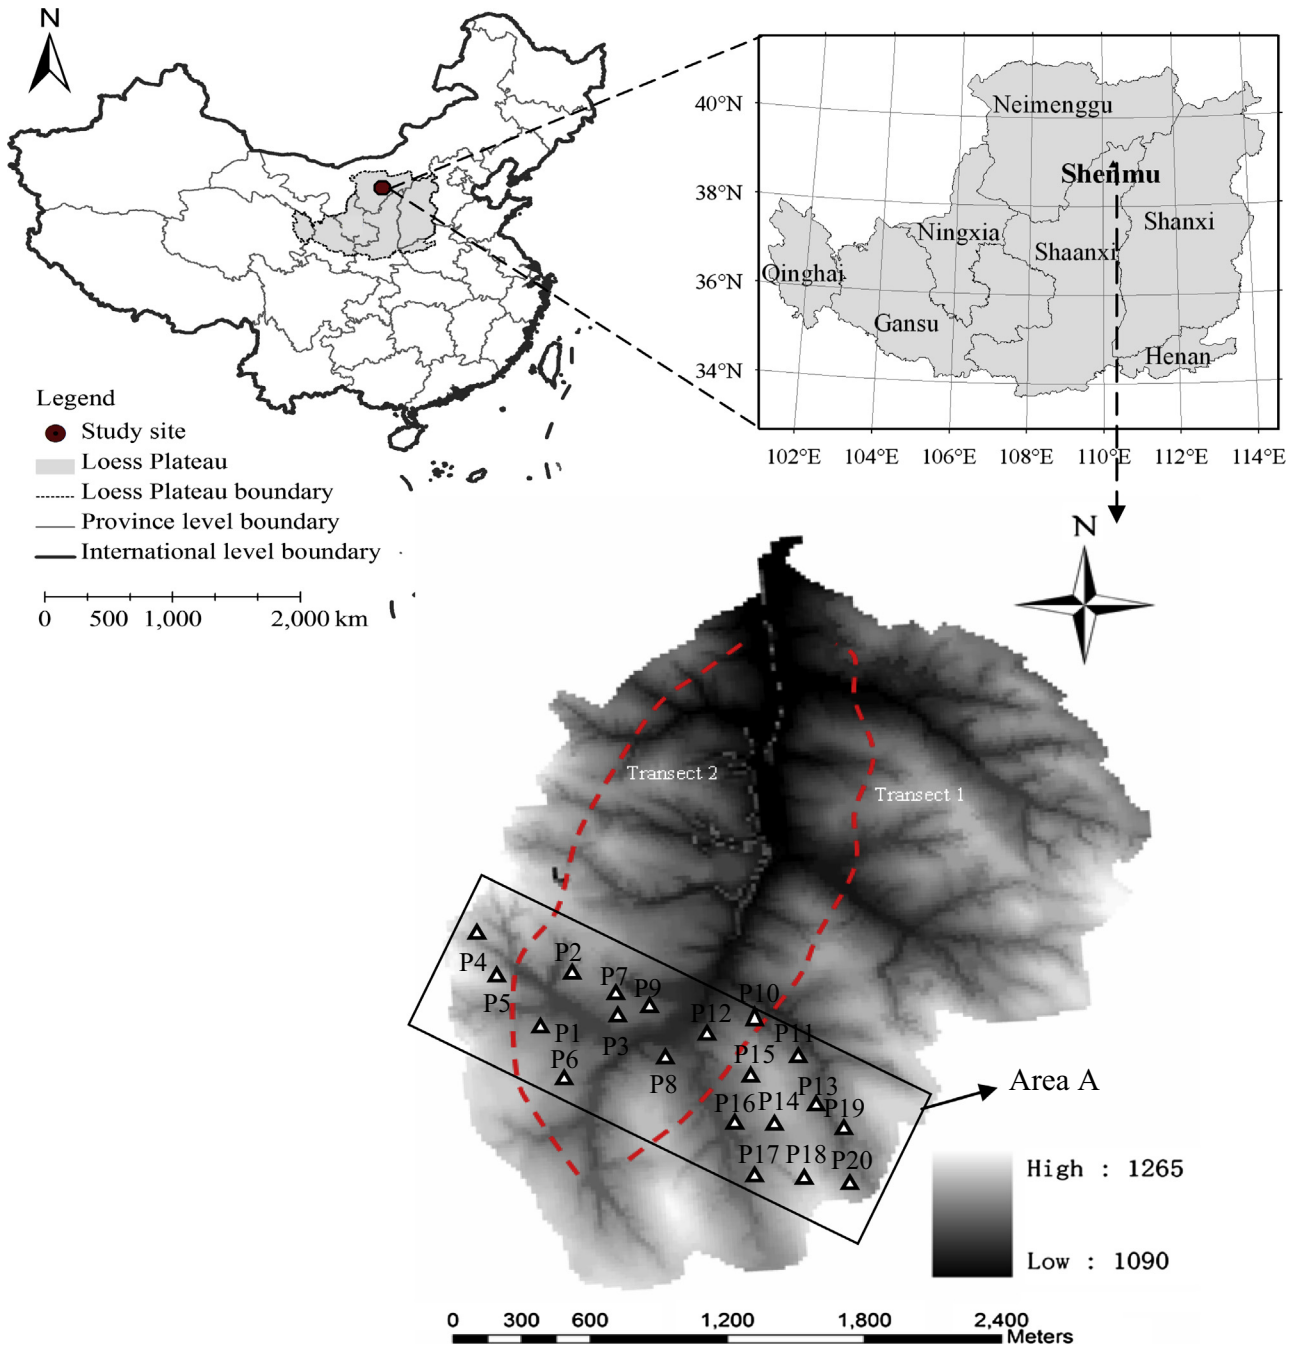 N
40°N
38°N
36°N
34°N
Neimenggu
Shenmu
Ningxia
Shanxi
Shaanxi
Qinghai
Gansu
Henan
102°E 104°E 106°E 108°E 110°E 112°E 114°E
Legend
Study site
Loess Plateau
Loess Plateau boundary
Province level boundary
International level boundary
0 500 1,000 2,000 km
N
Transect 2
Transect 1
P4
P2
P5
P7
P9
P10
P1
P3
P12
P11
P6
P8
P15
P13
P16
P14
P19
P17
P18
P20
Area A
High : 1265
Low : 1090
0 300 600 1,200 1,800 2,400
Meters